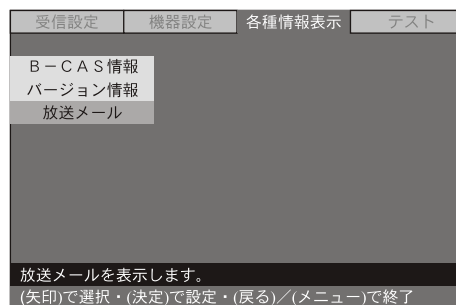 受信設定 機器設定 各種情報表示 テスト
Ｂ－ＣＡＳ情報
バージョン情報
放送メール
放送メールを表示します。
(矢印)で選択・(決定)で設定・(戻る)／(メニュー)で終了